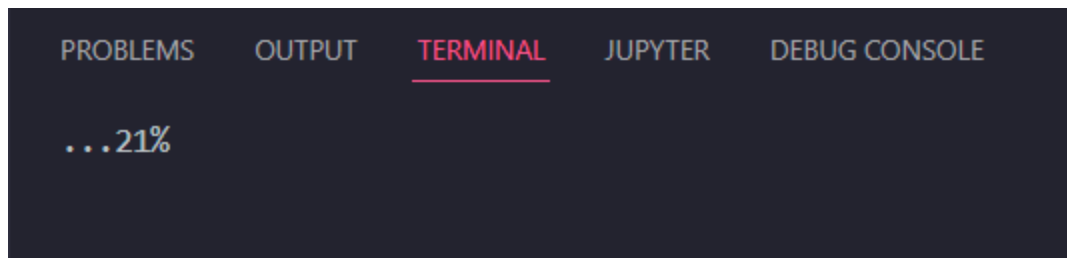 PROBLEMS OUTPUT TERMINAL JUPYTER DEBUG CONSOLE
...21%